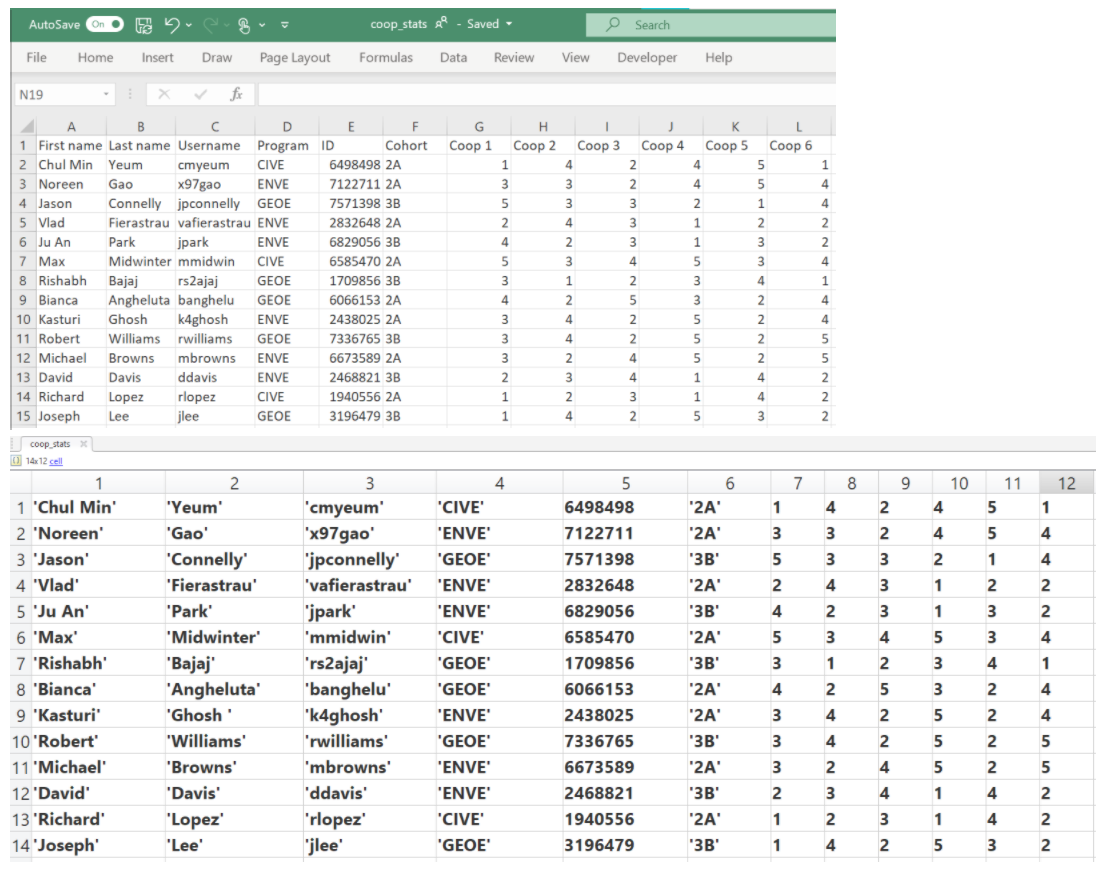 AutoSave On coop_stats - Saved Search
File Home Insert Draw Page Layout Formulas Data Review View Developer Help
N19 fx
A B C D E F G H I J K L
1 First name Last name Username Program ID Cohort Coop 1 Coop 2 Coop 3 Coop 4 Coop 5 Coop 6
2 Chul Min Yeum cmyeum CIVE 6498498 2A 1 4 2 4 5 1
3 Noreen Gao x97gao ENVE 7122711 2A 3 3 2 4 5 4
4 Jason Connelly jpconnelly GEOE 7571398 3B 5 3 3 2 1 4
5 Vlad Fierastrau vafierastrau ENVE 2832648 2A 2 4 3 1 2 2
6 Ju An Park jpark ENVE 6829056 3B 4 2 3 1 3 2
7 Max Midwinter mmidwin CIVE 6585470 2A 5 3 4 5 3 4
8 Rishabh Bajaj rs2ajaj GEOE 1709856 3B 3 1 2 3 4 1
9 Bianca Angheluta banghelu GEOE 6066153 2A 4 2 5 3 2 4
10 Kasturi Ghosh k4ghosh ENVE 2438025 2A 3 4 2 5 2 4
11 Robert Williams rwilliams GEOE 7336765 3B 3 4 2 5 2 5
12 Michael Browns mbrowns ENVE 6673589 2A 3 2 4 5 2 5
13 David Davis ddavis ENVE 2468821 3B 2 3 4 1 4 2
14 Richard Lopez rlopez CIVE 1940556 2A 1 2 3 1 4 2
15 Joseph Lee jlee GEOE 3196479 3B 1 4 2 5 3 2
coop_stats
14x12 cell
1 2 3 4 5 6 7 8 9 10 11 12
1 'Chul Min' 'Yeum' 'cmyeum' 'CIVE' 6498498 '2A' 1 4 2 4 5 1
2 'Noreen' 'Gao' 'x97gao' 'ENVE' 7122711 '2A' 3 3 2 4 5 4
3 'Jason' 'Connelly' 'jpconnelly' 'GEOE' 7571398 '3B' 5 3 3 2 1 4
4 'Vlad' 'Fierastrau' 'vafierastrau' 'ENVE' 2832648 '2A' 2 4 3 1 2 2
5 'Ju An' 'Park' 'jpark' 'ENVE' 6829056 '3B' 4 2 3 1 3 2
6 'Max' 'Midwinter' 'mmidwin' 'CIVE' 6585470 '2A' 5 3 4 5 3 4
7 'Rishabh' 'Bajaj' 'rs2ajaj' 'GEOE' 1709856 '3B' 3 1 2 3 4 1
8 'Bianca' 'Angheluta' 'banghelu' 'GEOE' 6066153 '2A' 4 2 5 3 2 4
9 'Kasturi' 'Ghosh ' 'k4ghosh' 'ENVE' 2438025 '2A' 3 4 2 5 2 4
10 'Robert' 'Williams' 'rwilliams' 'GEOE' 7336765 '3B' 3 4 2 5 2 5
11 'Michael' 'Browns' 'mbrowns' 'ENVE' 6673589 '2A' 3 2 4 5 2 5
12 'David' 'Davis' 'ddavis' 'ENVE' 2468821 '3B' 2 3 4 1 4 2
13 'Richard' 'Lopez' 'rlopez' 'CIVE' 1940556 '2A' 1 2 3 1 4 2
14 'Joseph' 'Lee' 'jlee' 'GEOE' 3196479 '3B' 1 4 2 5 3 2